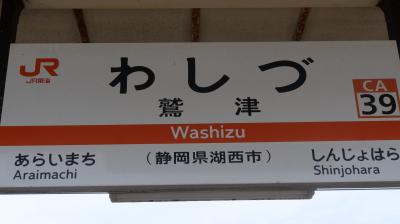 JR
JR東海
わしづ
鷲津
CA
39
Washizu
あらいまち
Araimachi
(静岡県湖西市)
しんじょはら
Shinjohara